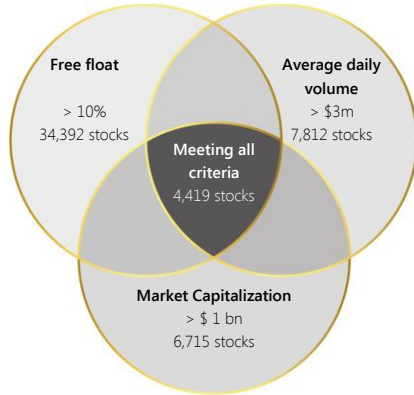 Free float
> 10%
34,392 stocks
Average daily
volume
> $3m
7,812 stocks
Meeting all
criteria
4,419 stocks
Market Capitalization
> $ 1 bn
6,715 stocks